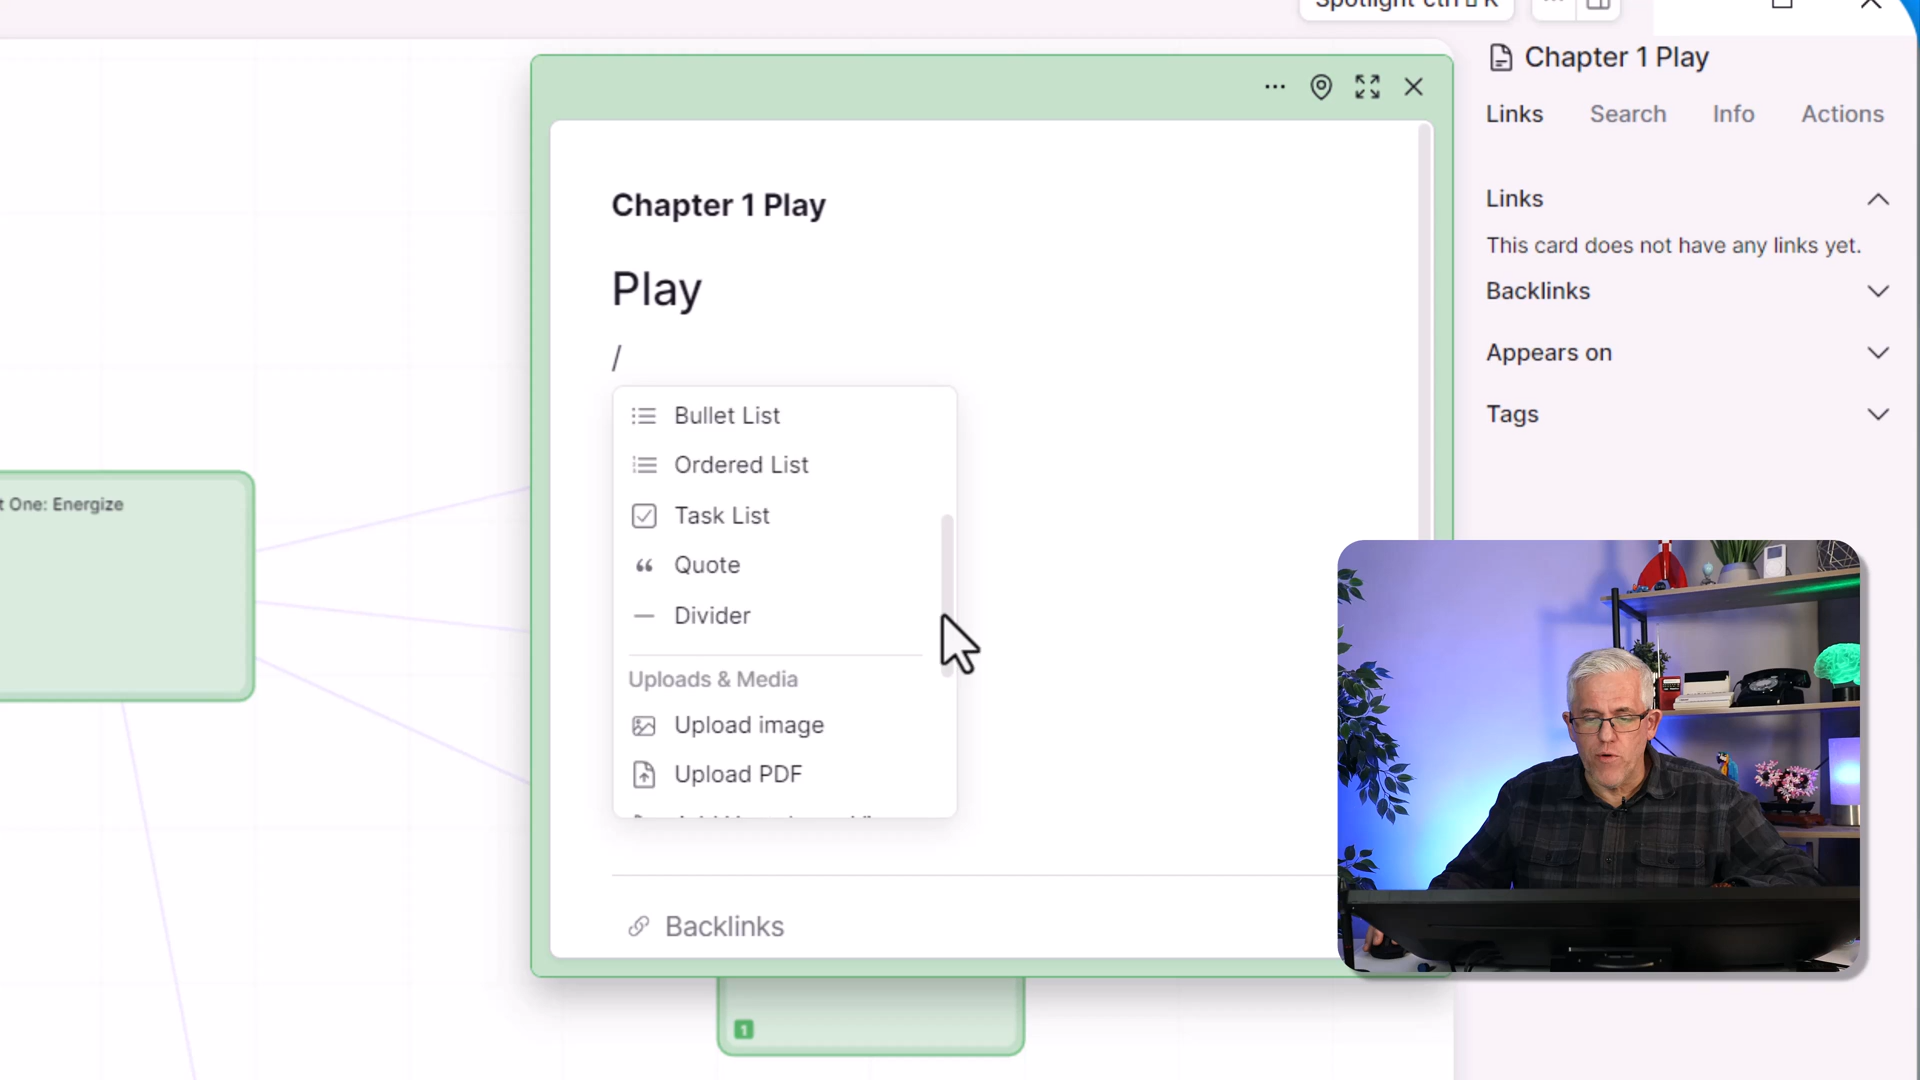 Spotlight ctrl
Chapter 1 Play
Links Search Info Actions
Links
This card does not have any links yet.
Backlinks
Appears on
Tags
Chapter 1 Play
Play
/
Bullet List
Ordered List
Task List
Quote
Divider
Uploads & Media
Upload image
Upload PDF
Backlinks
t One: Energize
1